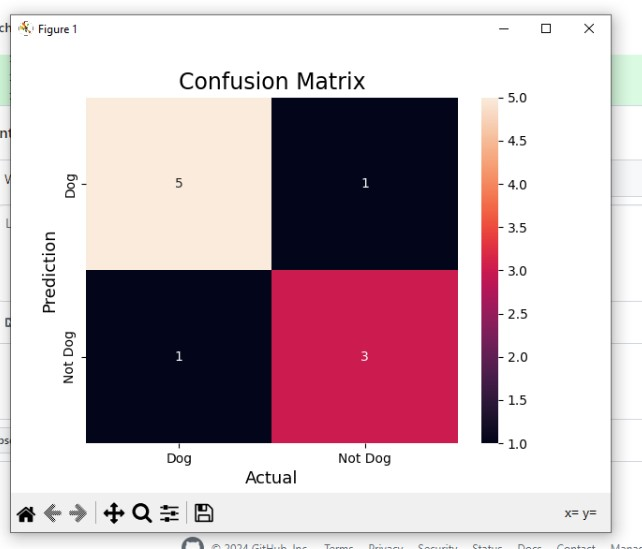 Figure 1
Confusion Matrix
Prediction
Dog
Not Dog
5
1
1
3
Dog
Not Dog
Actual
5.0
4.5
4.0
3.5
3.0
2.5
2.0
1.5
1.0
x= y=
© 2024 GitHub, Inc. Terms Privacy Security Status Docs Contact